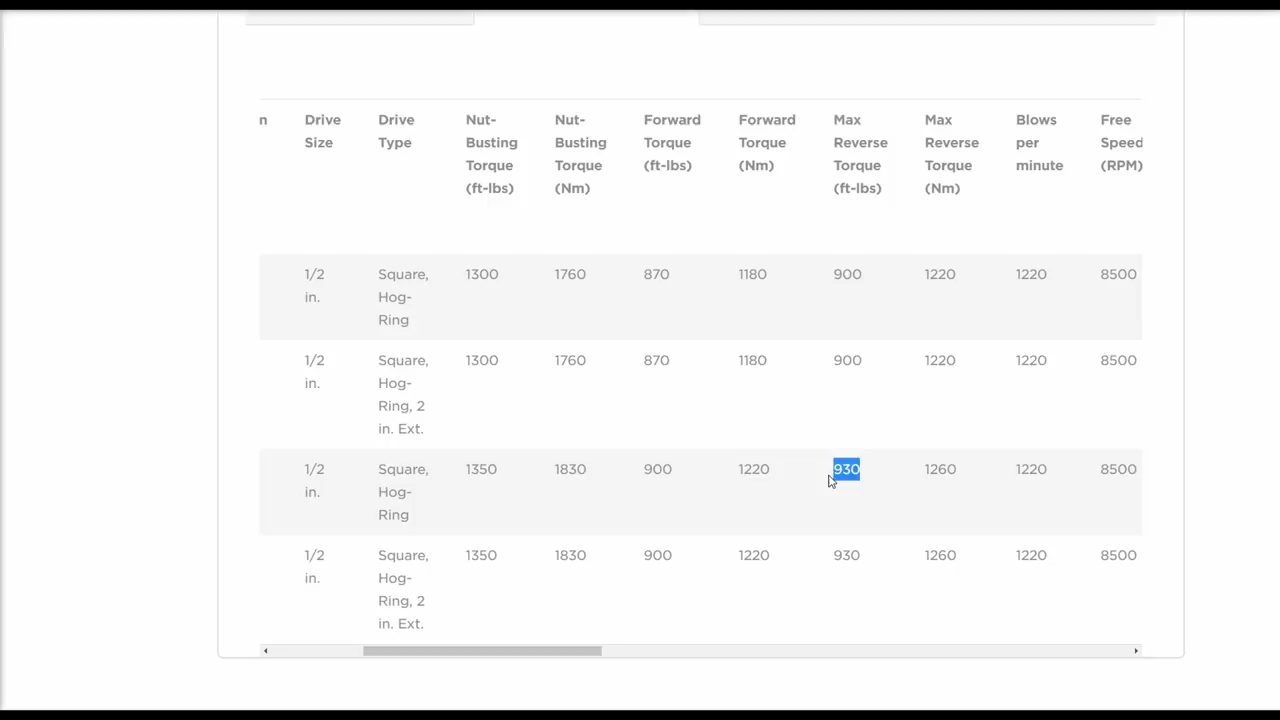 n Drive Drive Nut- Nut- Forward Forward Max Max Blows Free
Size Type Busting Busting Torque Torque Reverse Reverse per Speed
Torque Torque (ft-lbs) (Nm) Torque Torque minute (RPM)
(ft-lbs) (Nm) (ft-lbs) (Nm)
1/2 Square, 1300 1760 870 1180 900 1220 1220 8500
in. Hog-
Ring
1/2 Square, 1300 1760 870 1180 900 1220 1220 8500
in. Hog-
Ring, 2
in. Ext.
1/2 Square, 1350 1830 900 1220 930 1260 1220 8500
in. Hog-
Ring
1/2 Square, 1350 1830 900 1220 930 1260 1220 8500
in. Hog-
Ring, 2
in. Ext.